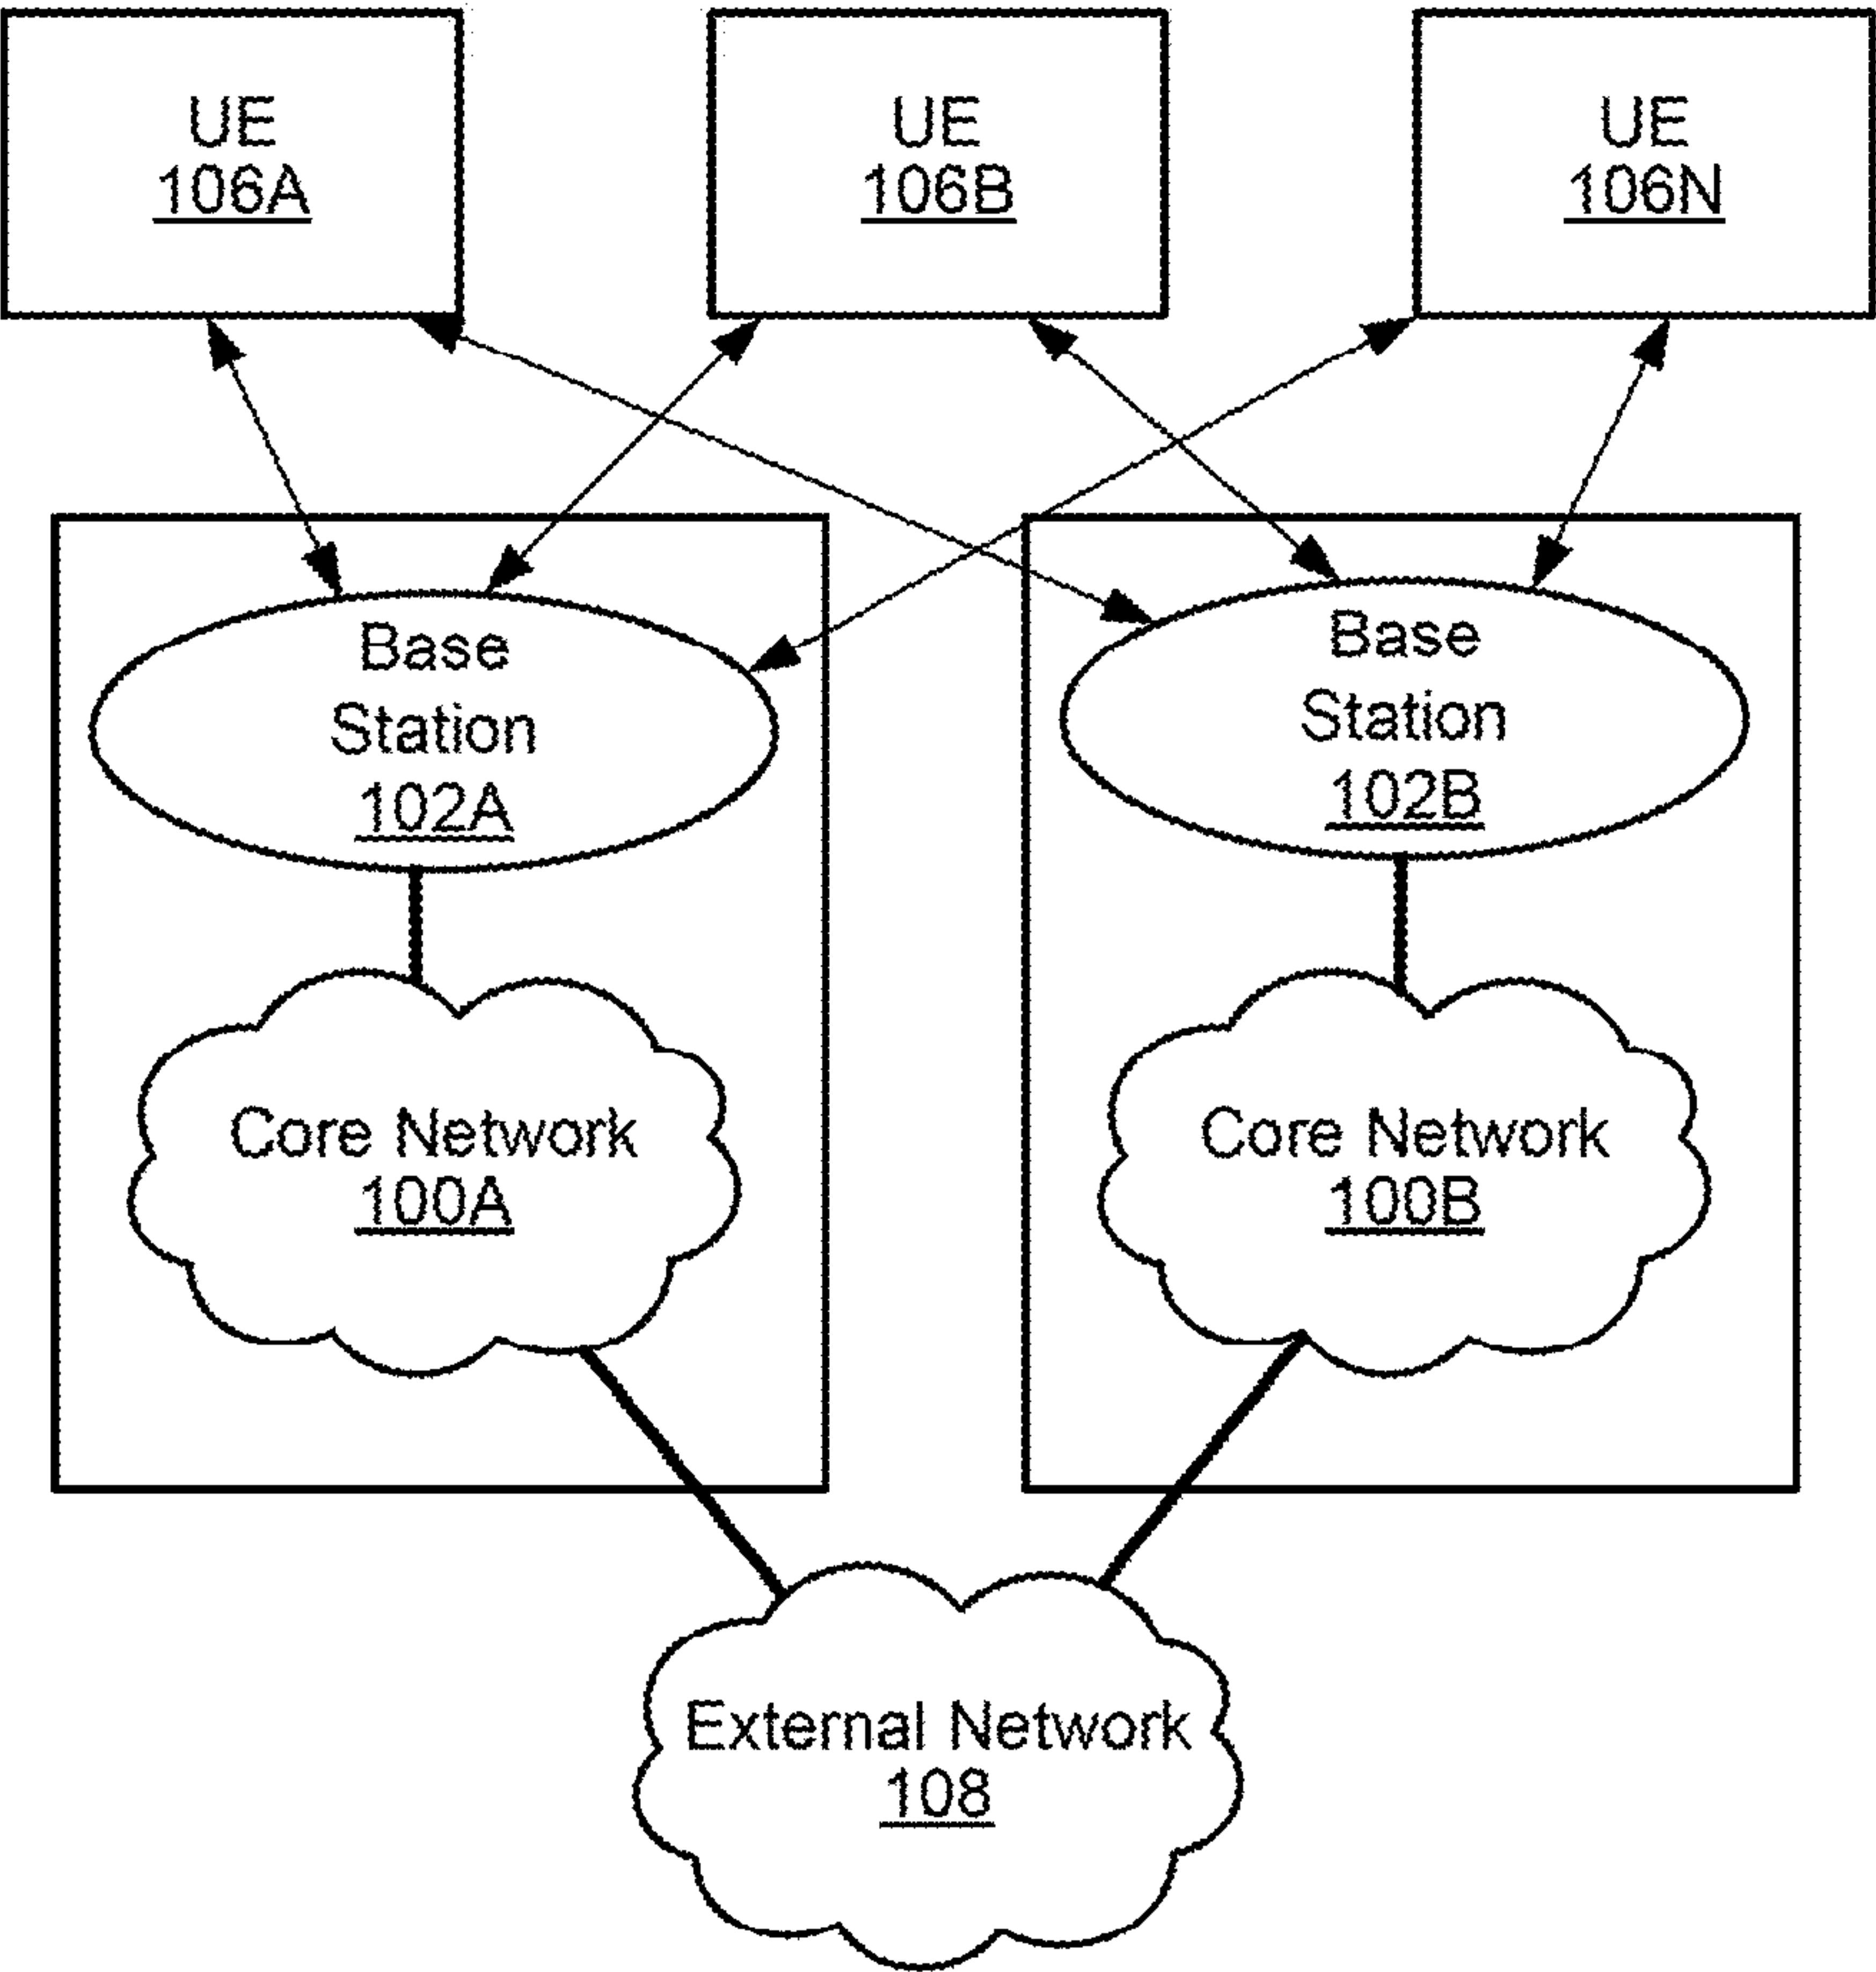 UE
106A
UE
106B
UE
106N
Base
Station
102A
Base
Station
102B
Core Network
100A
Core Network
100B
External Network
108